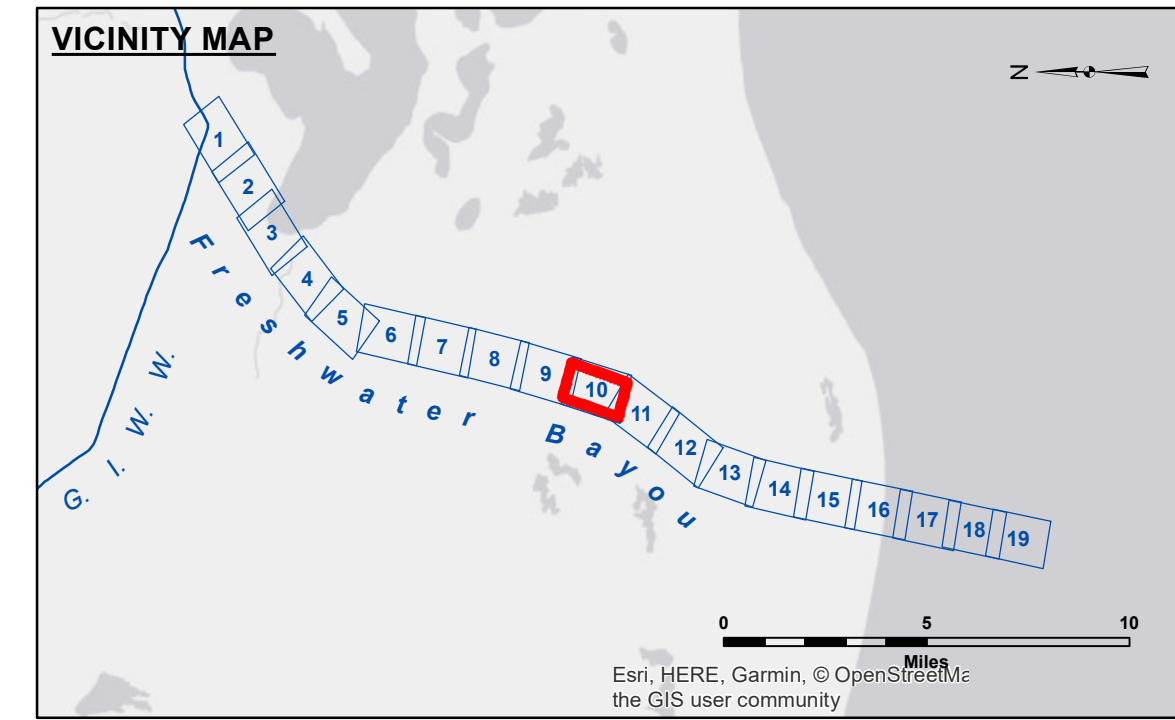 VICINITY MAP
N
1
2
3
4
5
6
7
8
9
10
11
12
13
14
15
16
17
18
19
Freshwater Bayou
G. I. W. W.
0 5 10
Miles
Esri, HERE, Garmin, © OpenStreetMa
the GIS user community